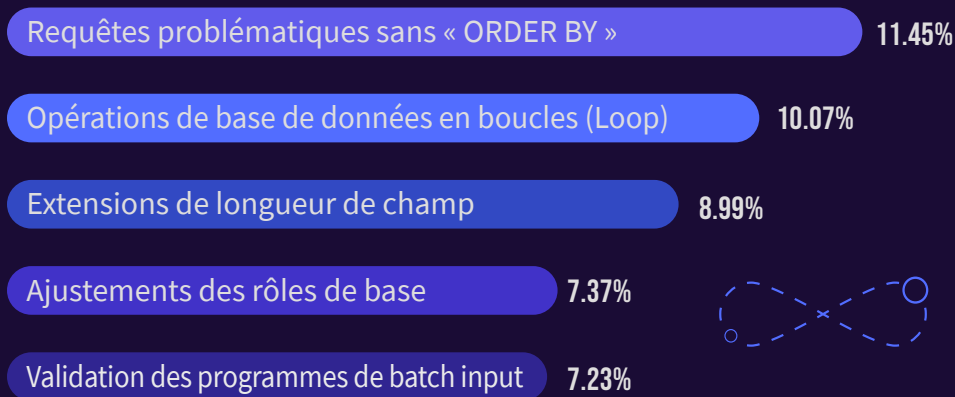 Requêtes problématiques sans « ORDER BY »
11.45%
Opérations de base de données en boucles (Loop)
10.07%
Extensions de longueur de champ
8.99%
Ajustements des rôles de base
7.37%
Validation des programmes de batch input
7.23%